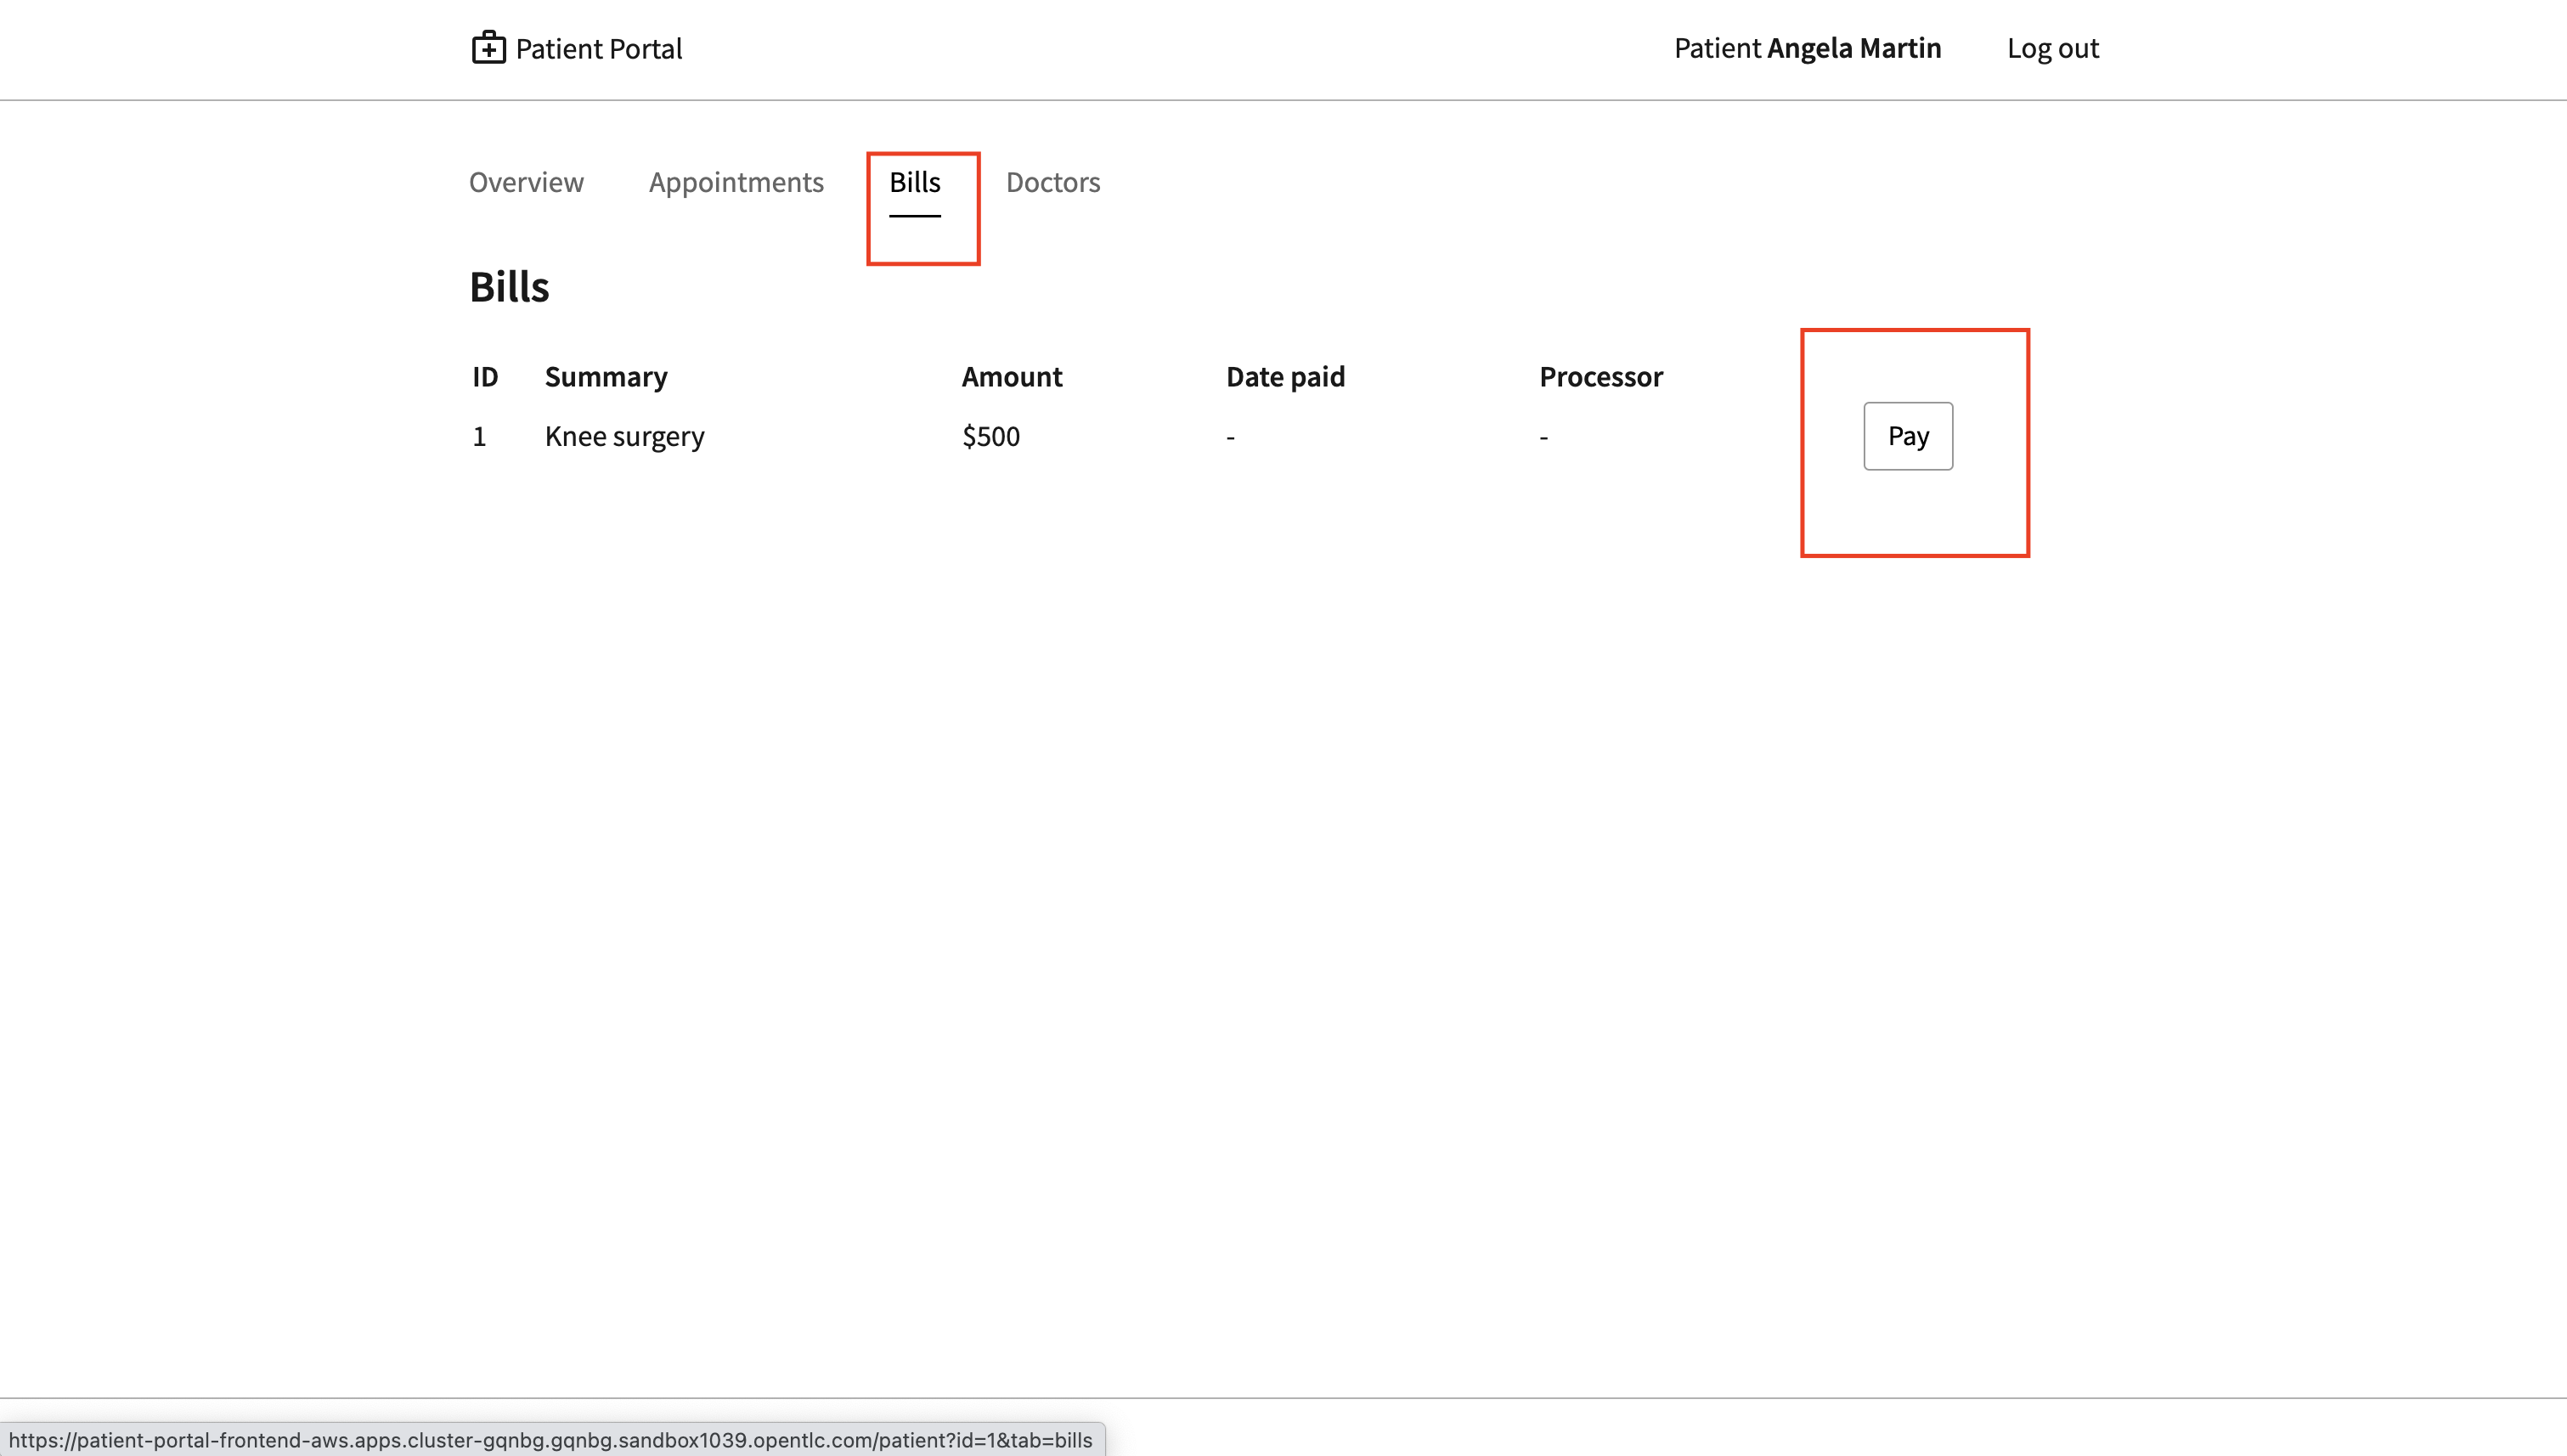 Patient Portal Patient Angela Martin Log out
Overview Appointments Bills Doctors
Bills
ID Summary Amount Date paid Processor
1 Knee surgery $500 - - Pay
https://patient-portal-frontend-aws.apps.cluster-gqnbg.gqnbg.sandbox1039.opentlc.com/patient?id=1&tab=bills